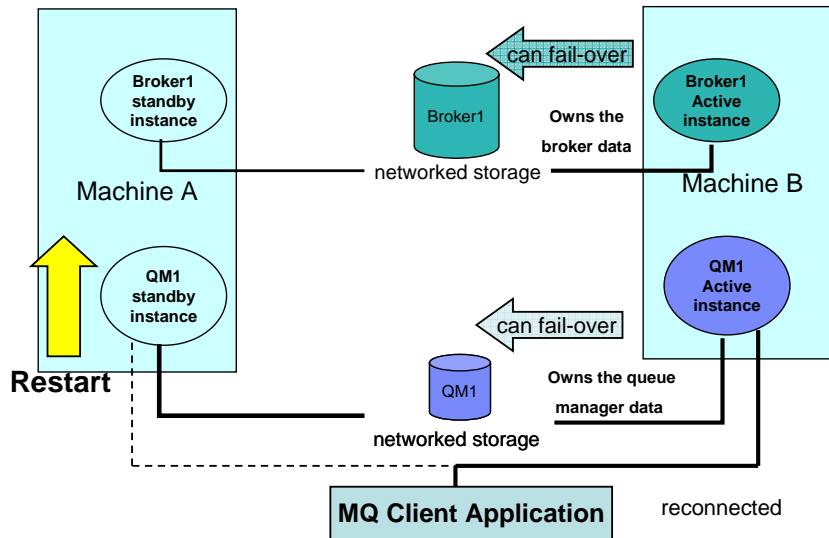 can fail-over
Broker1
standby
instance
Broker1
Owns the
broker data
Broker1
Active
instance
networked storage
Machine A
Machine B
QM1
standby
instance
QM1
Active
instance
can fail-over
Restart
QM1
Owns the queue
manager data
networked storage
MQ Client Application
reconnected